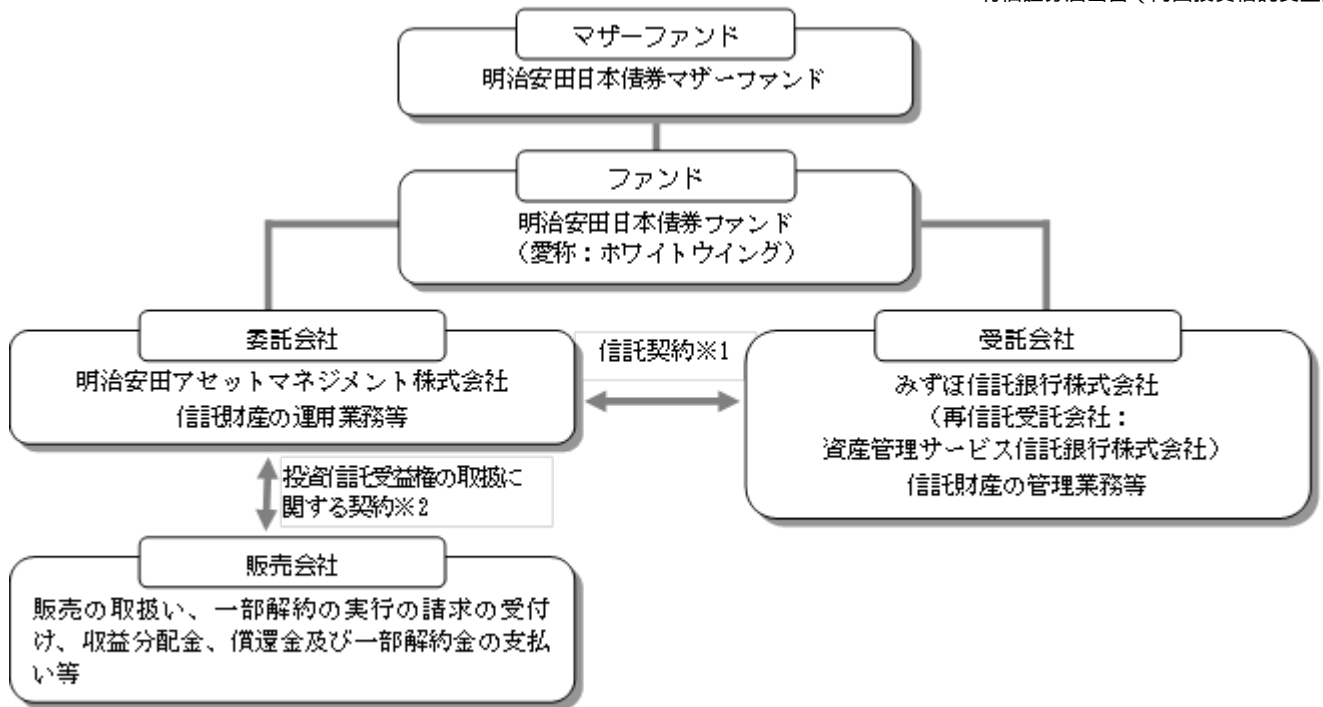 マザーファンド
明治安田日本債券マザーファンド
ファンド
明治安田日本債券ファンド
(愛称：ホワイトウイング)
委託会社
明治安田アセットマネジメント株式会社
信託財産の運用業務等
信託契約※1
受託会社
みずほ信託銀行株式会社
(再信託受託会社：
資産管理サービス信託銀行株式会社)
信託財産の管理業務等
投資信託受益権の取扱に
関する契約※2
販売会社
販売の取扱い、一部解約の実行の請求の受付
け、収益分配金、償還金及び一部解約金の支払
い等